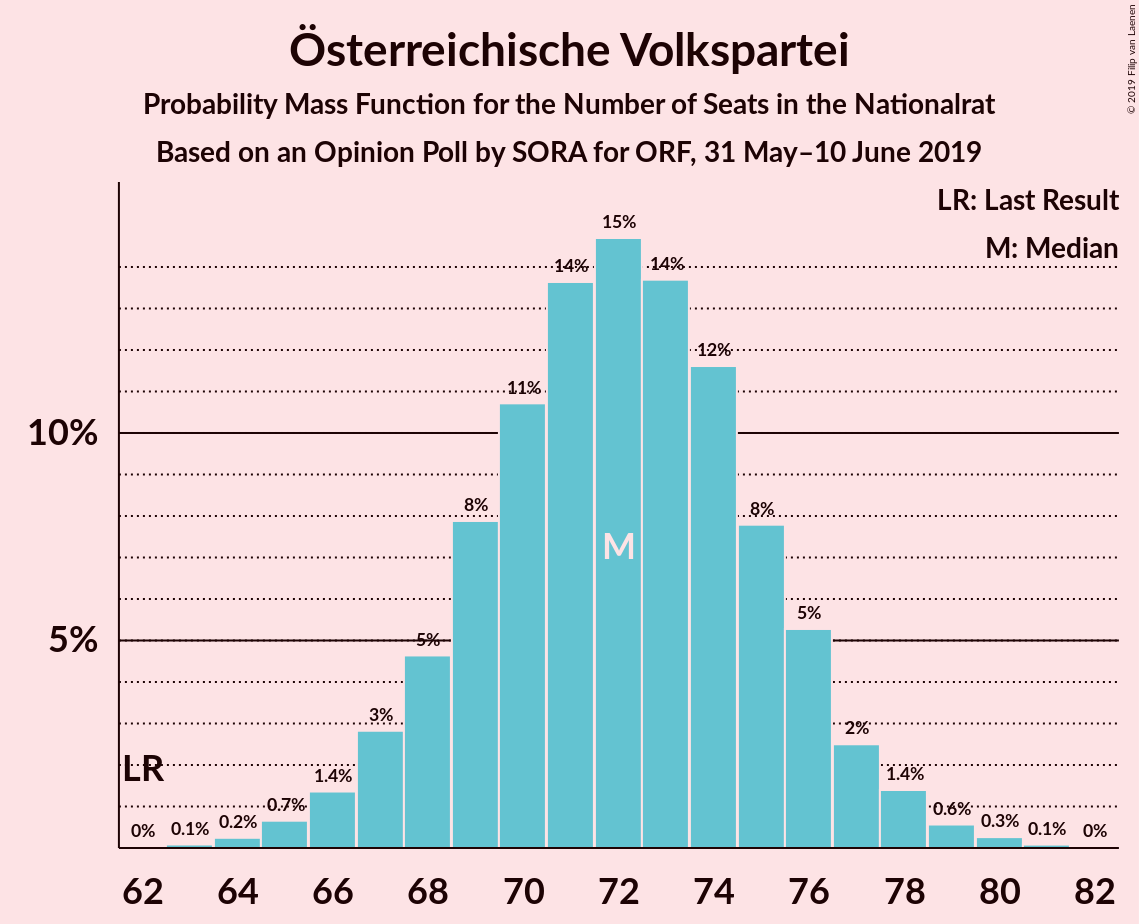 Österreichische Volkspartei
Probability Mass Function for the Number of Seats in the Nationalrat
Based on an Opinion Poll by SORA for ORF, 31 May–10 June 2019
© 2019 Filip van Laenen
LR: Last Result
M: Median
15%
14%
14%
12%
11%
10%
8%
8%
M
5%
5%
5%
3%
2%
LR
1.4%
1.4%
0.7%
0.6%
0.2%
0.3%
0%
0.1%
0.1%
0%
62 64 66 68 70 72 74 76 78 80 82